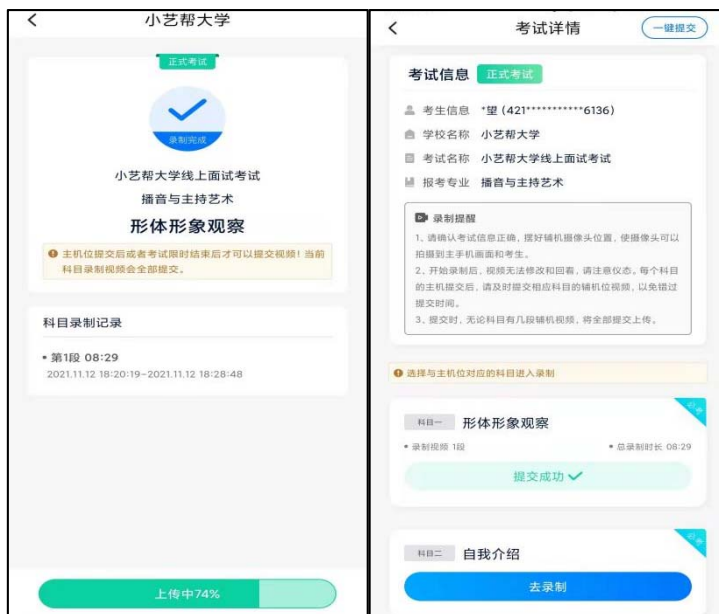 小艺帮大学
正式考试
录制完成
小艺帮大学线上面试考试
播音与主持艺术
形体形象观察
主机位提交后或者考试限时结束后才可以提交视频！当前
科目录制视频会全部提交。
科目录制记录
• 第1段 08:29
2021.11.12 18:20:19-2021.11.12 18:28:48
上传中74%
考试详情
一键提交
考试信息 正式考试
考生信息 *望 (421***********6136)
学校名称 小艺帮大学
考试名称 小艺帮大学线上面试考试
报考专业 播音与主持艺术
录制提醒
1、请确认考试信息正确，摆好辅机摄像头位置，使摄像头可以
拍摄到主手机画面和考生。
2、开始录制后，视频无法修改和回看，请注意仪态。每个科目
的主机提交后，请及时提交相应科目的辅机位视频，以免错过
提交时间。
3、提交时，无论科目有几段辅机视频，将全部提交上传。
选择与主机位对应的科目进入录制
必考
科目一 形体形象观察
• 录制视频 1段 • 总录制时长 08:29
提交成功
必考
科目二 自我介绍
去录制